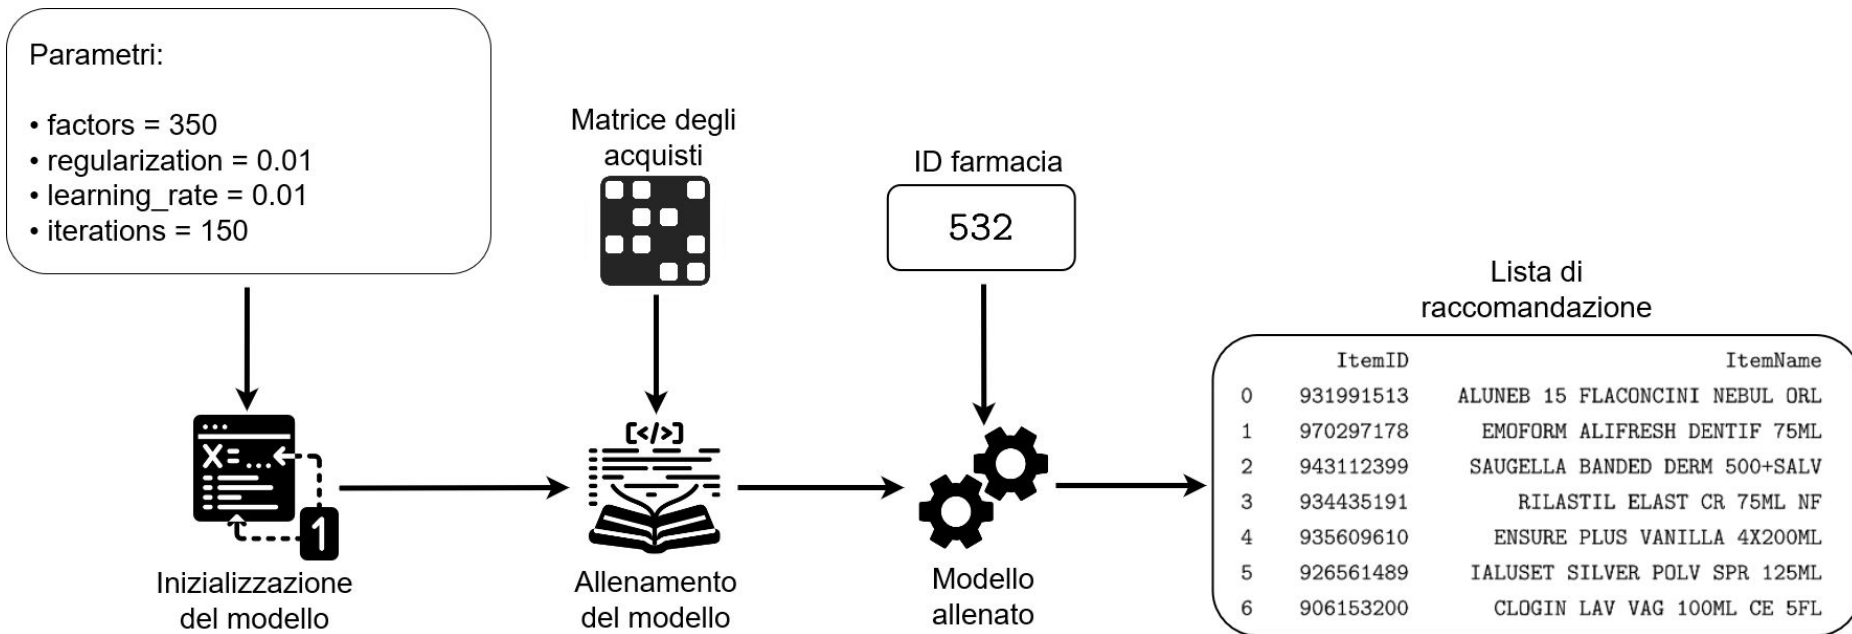 Parametri:
• factors = 350
• regularization = 0.01
• learning_rate = 0.01
• iterations = 150
Matrice degli
acquisti
ID farmacia
532
X= ...
1
Inizializzazione
del modello
[</>]
Allenamento
del modello
Modello
allenato
Lista di
raccomandazione
ItemID ItemName
0 931991513 ALUNEB 15 FLACONCINI NEBUL ORL
1 970297178 EMOFORM ALIFRESH DENTIF 75ML
2 943112399 SAUGELLA BANDED DERM 500+SALV
3 934435191 RILASTIL ELAST CR 75ML NF
4 935609610 ENSURE PLUS VANILLA 4X200ML
5 926561489 IALUSET SILVER POLV SPR 125ML
6 906153200 CLOGIN LAV VAG 100ML CE 5FL